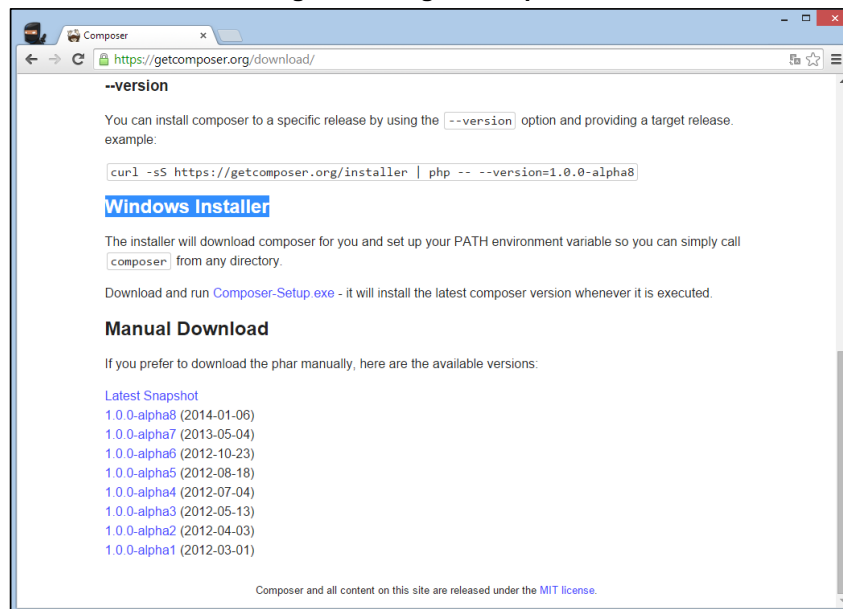 Composer
https://getcomposer.org/download/
--version
You can install composer to a specific release by using the --version option and providing a target release.
example:
curl -sS https://getcomposer.org/installer | php -- --version=1.0.0-alpha8
Windows Installer
The installer will download composer for you and set up your PATH environment variable so you can simply call
composer from any directory.
Download and run Composer-Setup.exe - it will install the latest composer version whenever it is executed.
Manual Download
If you prefer to download the phar manually, here are the available versions:
Latest Snapshot
1.0.0-alpha8 (2014-01-06)
1.0.0-alpha7 (2013-05-04)
1.0.0-alpha6 (2012-10-23)
1.0.0-alpha5 (2012-08-18)
1.0.0-alpha4 (2012-07-04)
1.0.0-alpha3 (2012-05-13)
1.0.0-alpha2 (2012-04-03)
1.0.0-alpha1 (2012-03-01)
Composer and all content on this site are released under the MIT license.